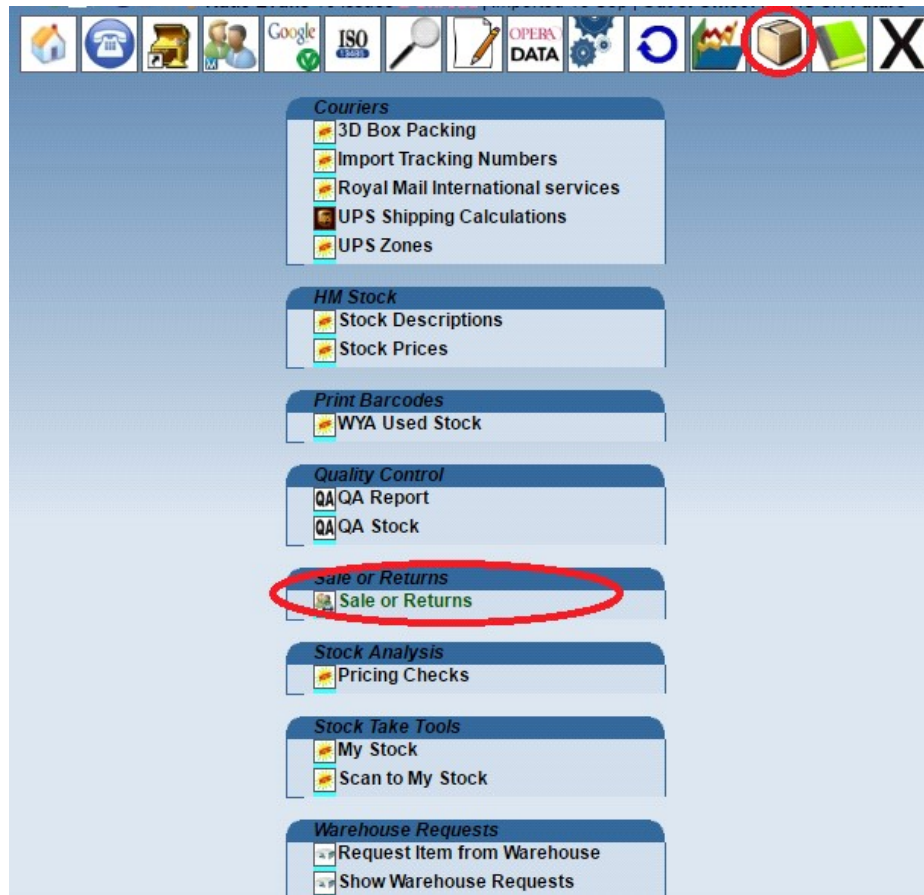 Google ISO OPERA
13485 DATA
M
Couriers
3D Box Packing
Import Tracking Numbers
Royal Mail International services
UPS Shipping Calculations
UPS Zones
HM Stock
Stock Descriptions
Stock Prices
Print Barcodes
WYA Used Stock
Quality Control
QA QA Report
QA QA Stock
Sale or Returns
Sale or Returns
Stock Analysis
Pricing Checks
Stock Take Tools
My Stock
Scan to My Stock
Warehouse Requests
Request Item from Warehouse
Show Warehouse Requests